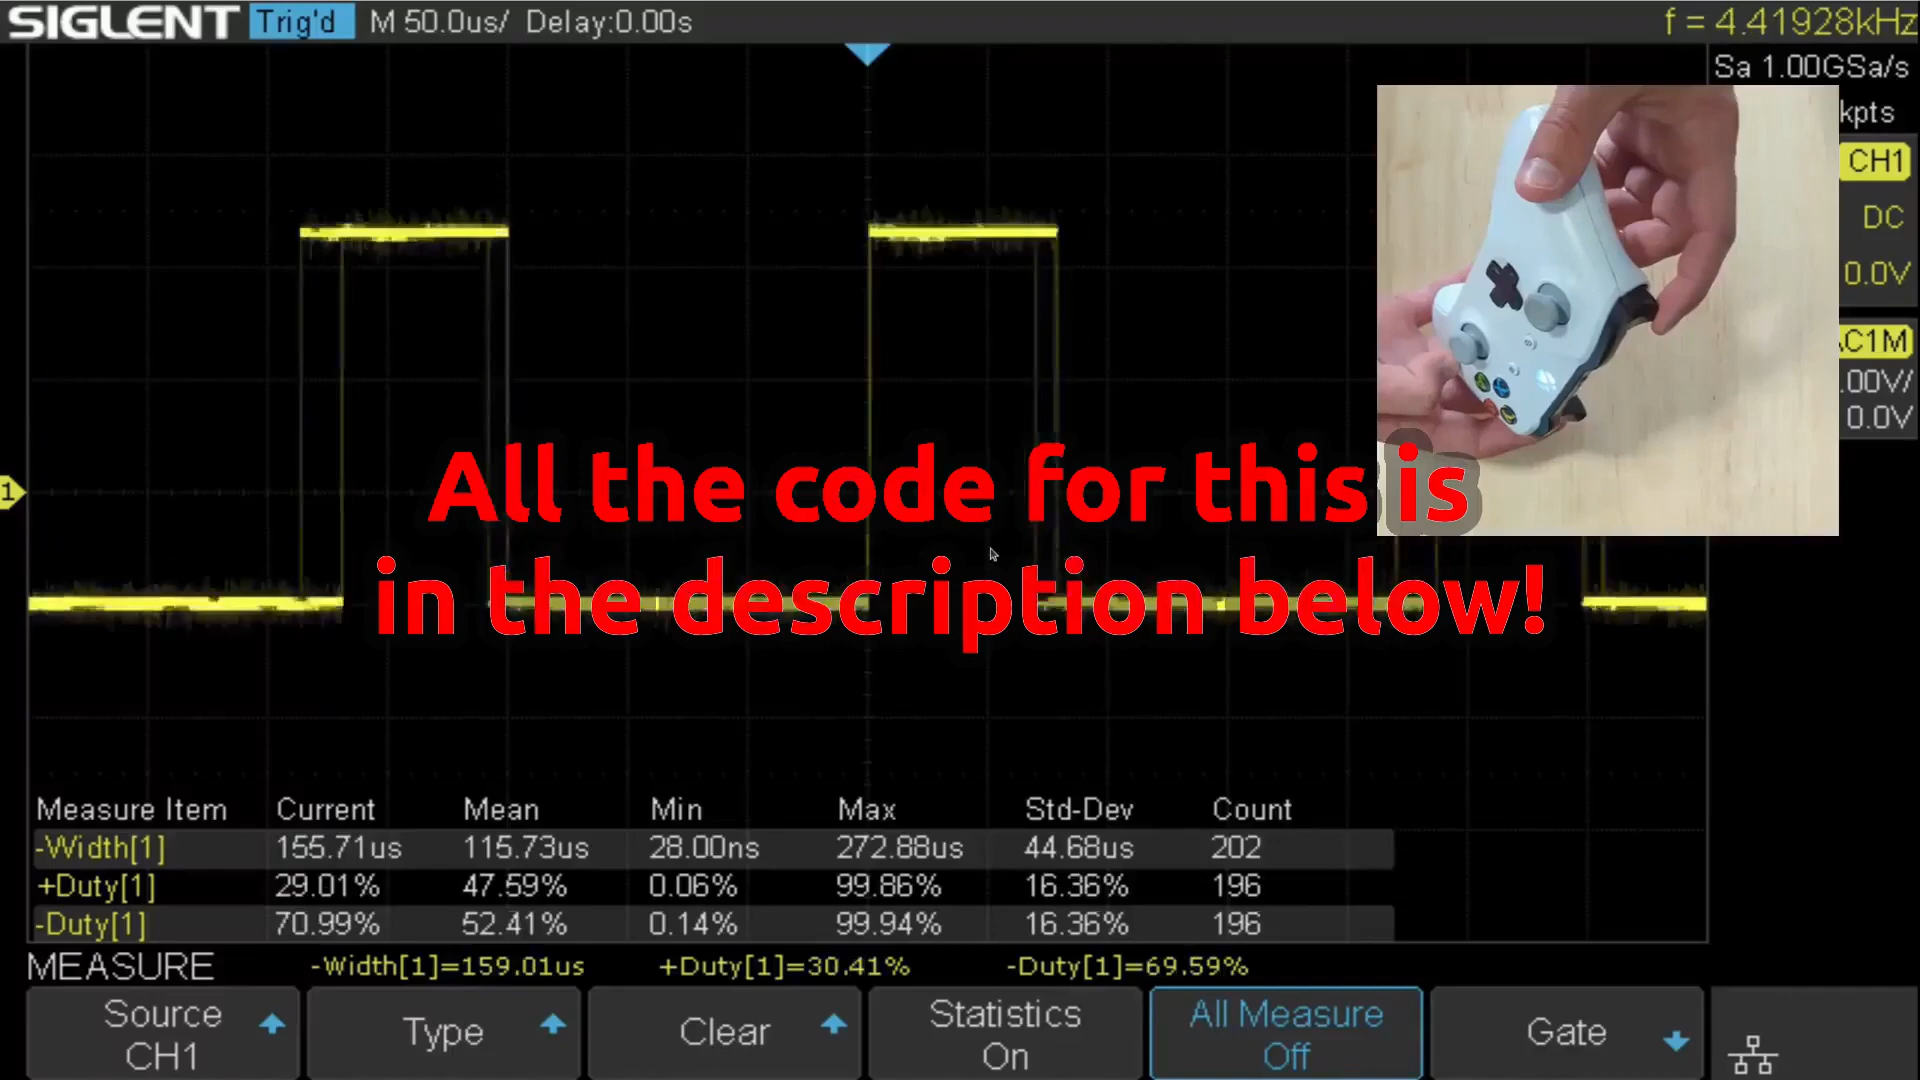 SIGLENT Trig'd M 50.0us/ Delay:0.00s f = 4.41928kHz
Sa 1.00GSa/s
kpts
CH1
DC
0.0V
C1M
.00V/
0.0V
1
All the code for this is
in the description below!
Measure Item Current Mean Min Max Std-Dev Count
-Width[1] 155.71us 115.73us 28.00ns 272.88us 44.68us 202
+Duty[1] 29.01% 47.59% 0.06% 99.86% 16.36% 196
-Duty[1] 70.99% 52.41% 0.14% 99.94% 16.36% 196
MEASURE -Width[1]=159.01us +Duty[1]=30.41% -Duty[1]=69.59%
Source
CH1
Type
Clear
Statistics
On
All Measure
Off
Gate